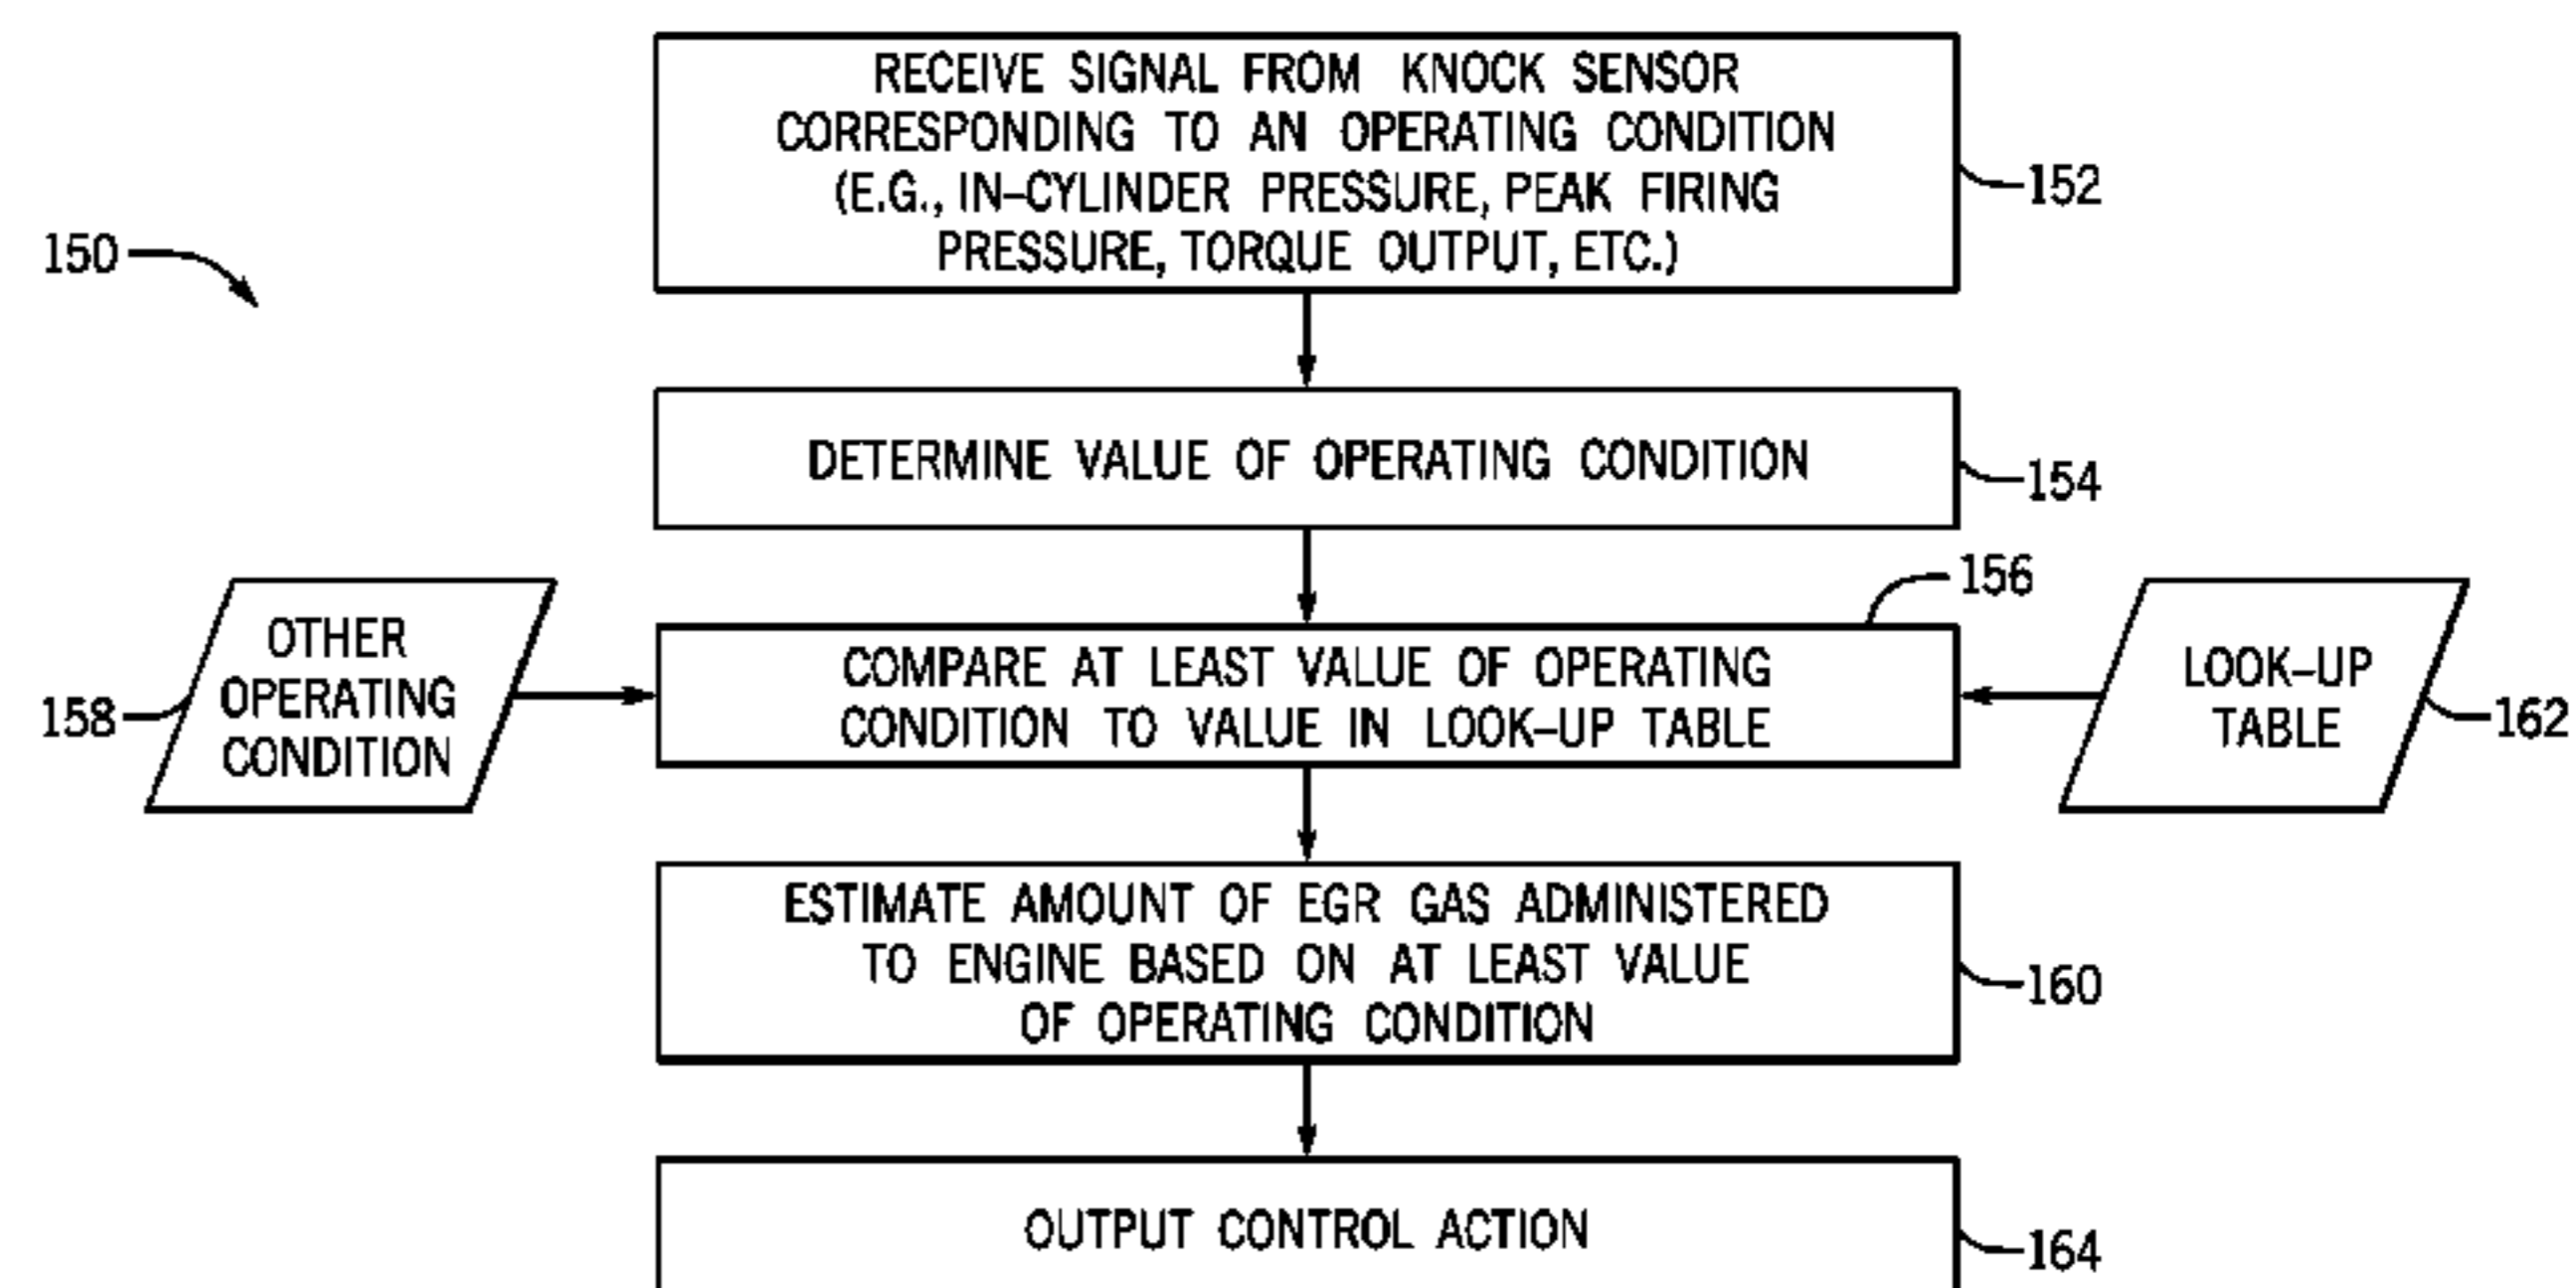 RECEIVE SIGNAL FROM KNOCK SENSOR
CORRESPONDING TO AN OPERATING CONDITION
(E.G., IN-CYLINDER PRESSURE, PEAK FIRING
PRESSURE, TORQUE OUTPUT, ETC.)
152
150
DETERMINE VALUE OF OPERATING CONDITION
154
156
OTHER
OPERATING
CONDITION
158
COMPARE AT LEAST VALUE OF OPERATING
CONDITION TO VALUE IN LOOK-UP TABLE
LOOK-UP
TABLE
162
ESTIMATE AMOUNT OF EGR GAS ADMINISTERED
TO ENGINE BASED ON AT LEAST VALUE
OF OPERATING CONDITION
160
OUTPUT CONTROL ACTION
164